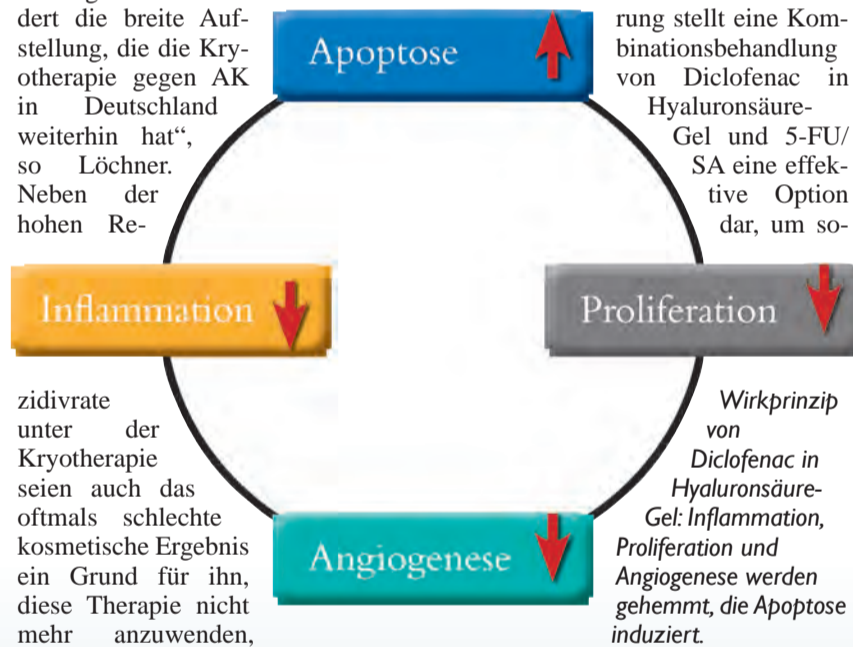 dert die breite Auf-
stellung, die die Kry-
otherapie gegen AK
in Deutschland
weiterhin hat“,
so Löchner.
Neben der
hohen Re-
zidivrate
unter der
Kryotherapie
seien auch das
oftmals schlechte
kosmetische Ergebnis
ein Grund für ihn,
diese Therapie nicht
mehr anzuwenden,
Apoptose
Inflammation
Proliferation
Angiogenese
rung stellt eine Kom-
binationsbehandlung
von Diclofenac in
Hyaluronsäure-
Gel und 5-FU/
SA eine effek-
tive Option
dar, um so-
Wirkprinzip
von
Diclofenac in
Hyaluronsäure-
Gel: Inflammation,
Proliferation und
Angiogenese werden
gehemmt, die Apoptose
induziert.